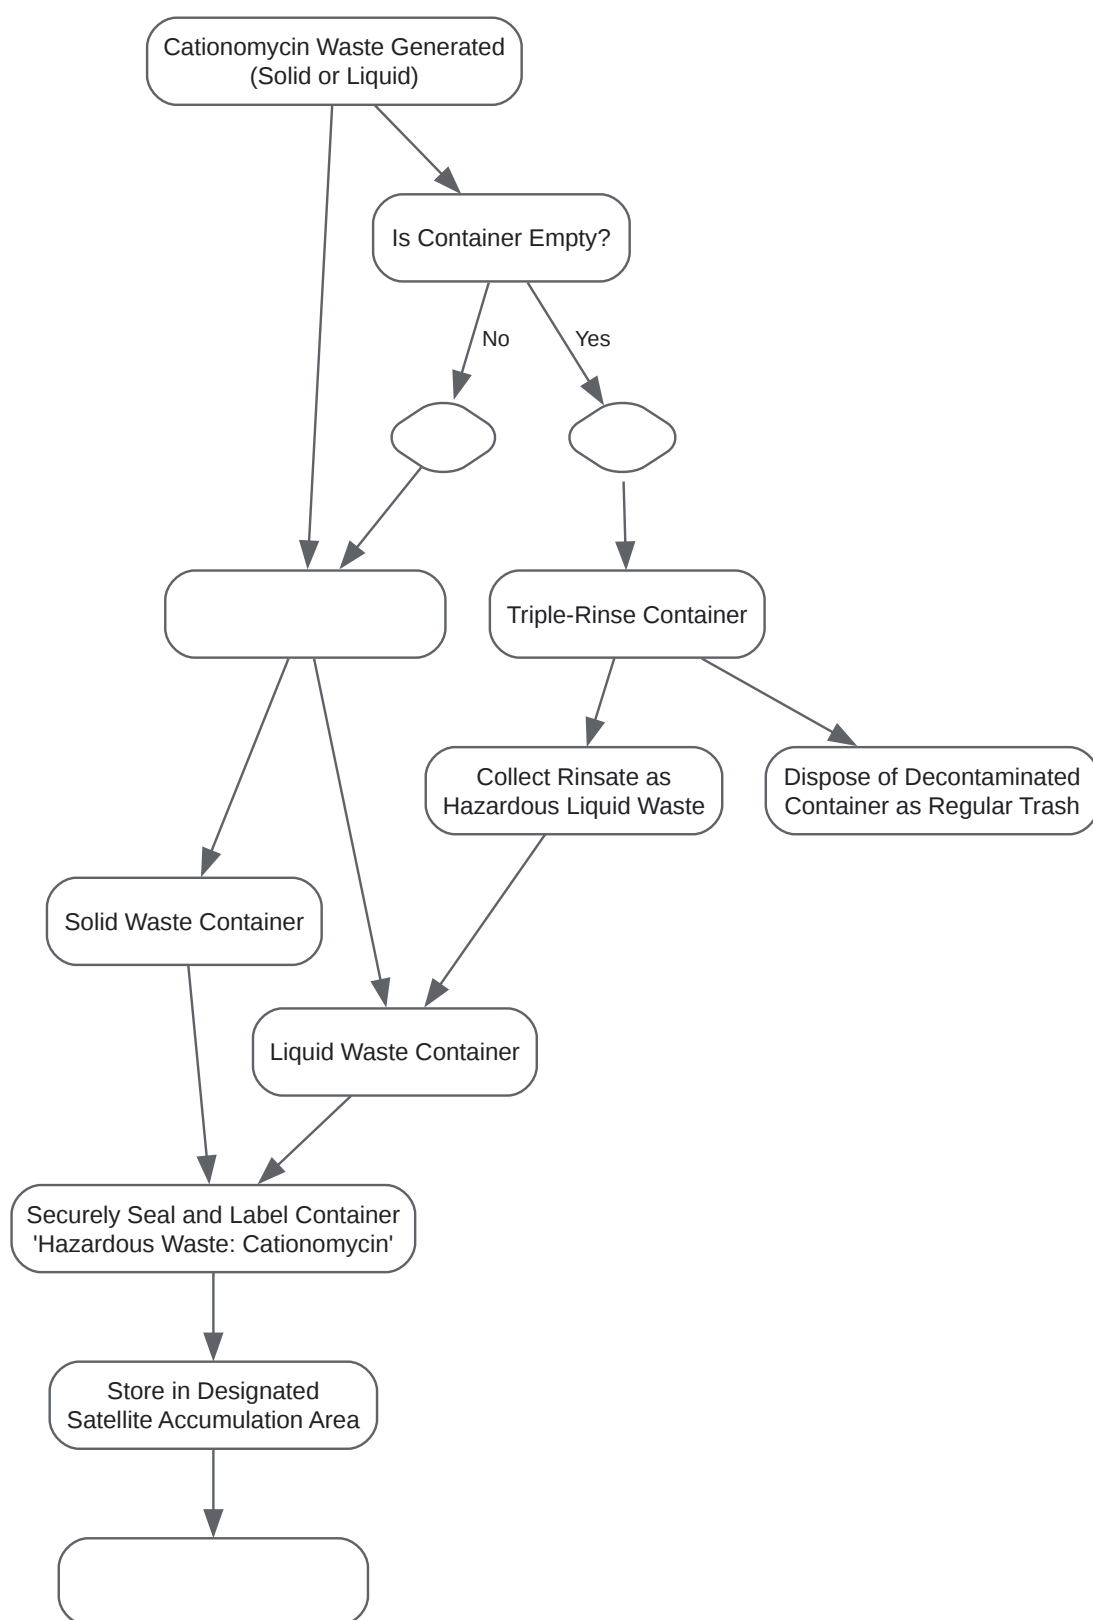 Cationomycin Waste Generated
(Solid or Liquid)
Is Container Empty?
No
Yes
Triple-Rinse Container
Collect Rinsate as
Hazardous Liquid Waste
Dispose of Decontaminated
Container as Regular Trash
Solid Waste Container
Liquid Waste Container
Securely Seal and Label Container
'Hazardous Waste: Cationomycin'
Store in Designated
Satellite Accumulation Area